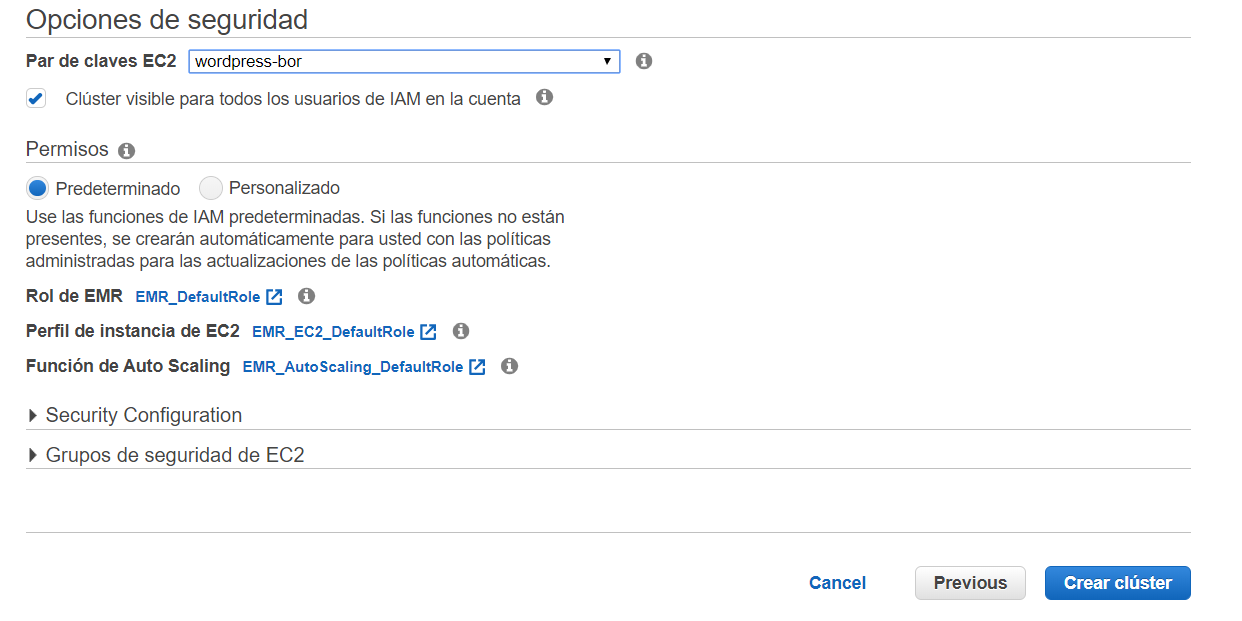 Opciones de seguridad
Par de claves EC2 wordpress-bor
Clúster visible para todos los usuarios de IAM en la cuenta
Permisos
Predeterminado Personalizado
Use las funciones de IAM predeterminadas. Si las funciones no están
presentes, se crearán automáticamente para usted con las políticas
administradas para las actualizaciones de las políticas automáticas.
Rol de EMR EMR_DefaultRole
Perfil de instancia de EC2 EMR_EC2_DefaultRole
Función de Auto Scaling EMR_AutoScaling_DefaultRole
Security Configuration
Grupos de seguridad de EC2
Cancel Previous Crear clúster